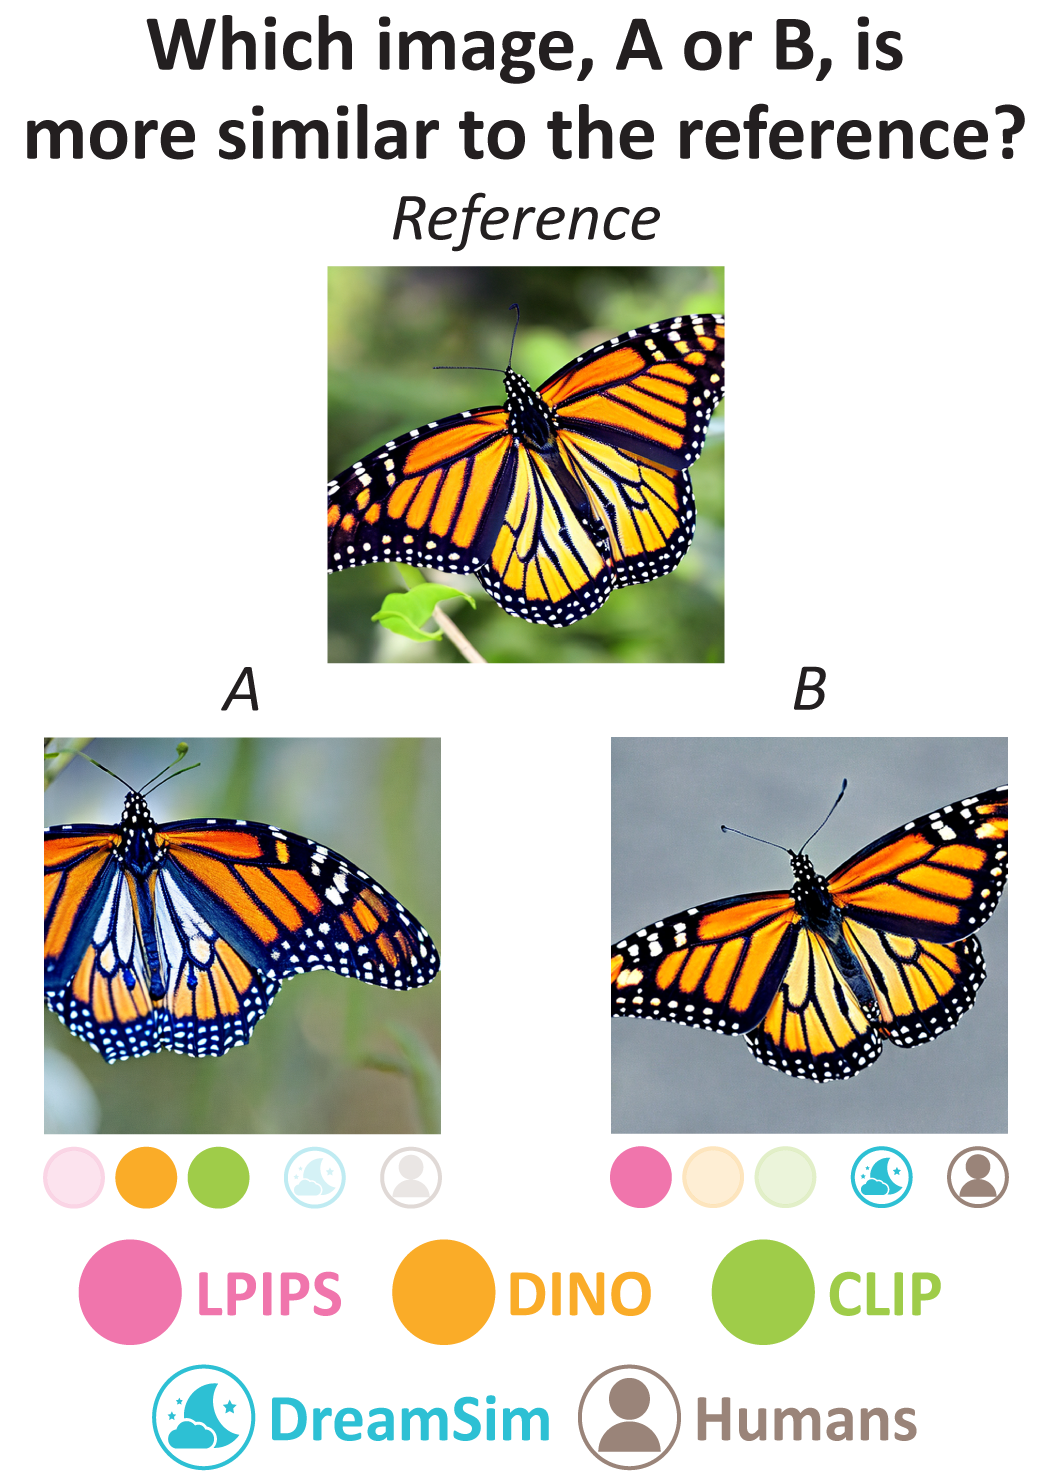 Which image, A or B, is
more similar to the reference?
Reference
A
B
LPIPS
DINO
CLIP
DreamSim
Humans